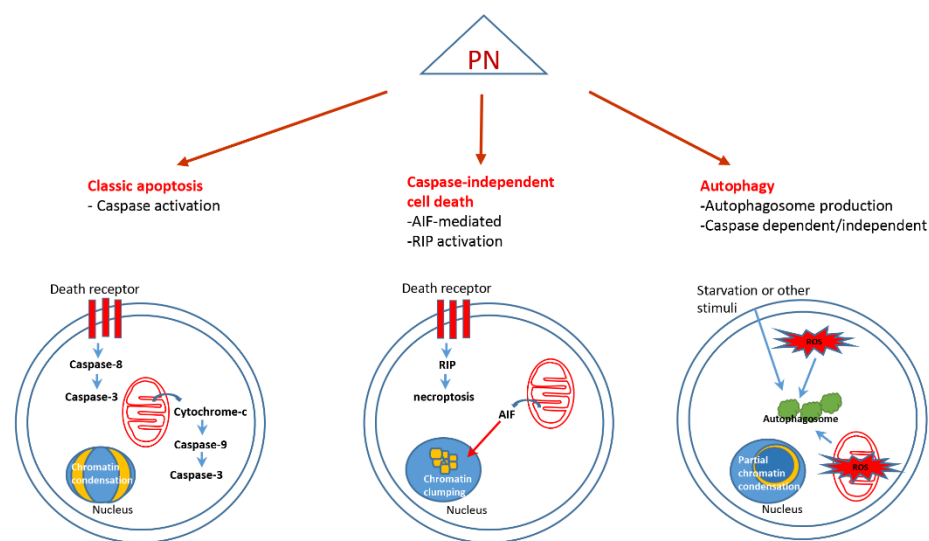 PN
Classic apoptosis
- Caspase activation
Caspase-independent
cell death
-AIF-mediated
-RIP activation
Autophagy
-Autophagosome production
-Caspase dependent/independent
Death receptor
Caspase-8
Caspase-3
Cytochrome-c
Caspase-9
Caspase-3
Chromatin
condensation
Nucleus
Death receptor
RIP
necroptosis
AIF
Chromatin
clumping
Nucleus
Starvation or other
stimuli
ROS
Autophagosome
ROS
Partial
chromatin
condensation
Nucleus